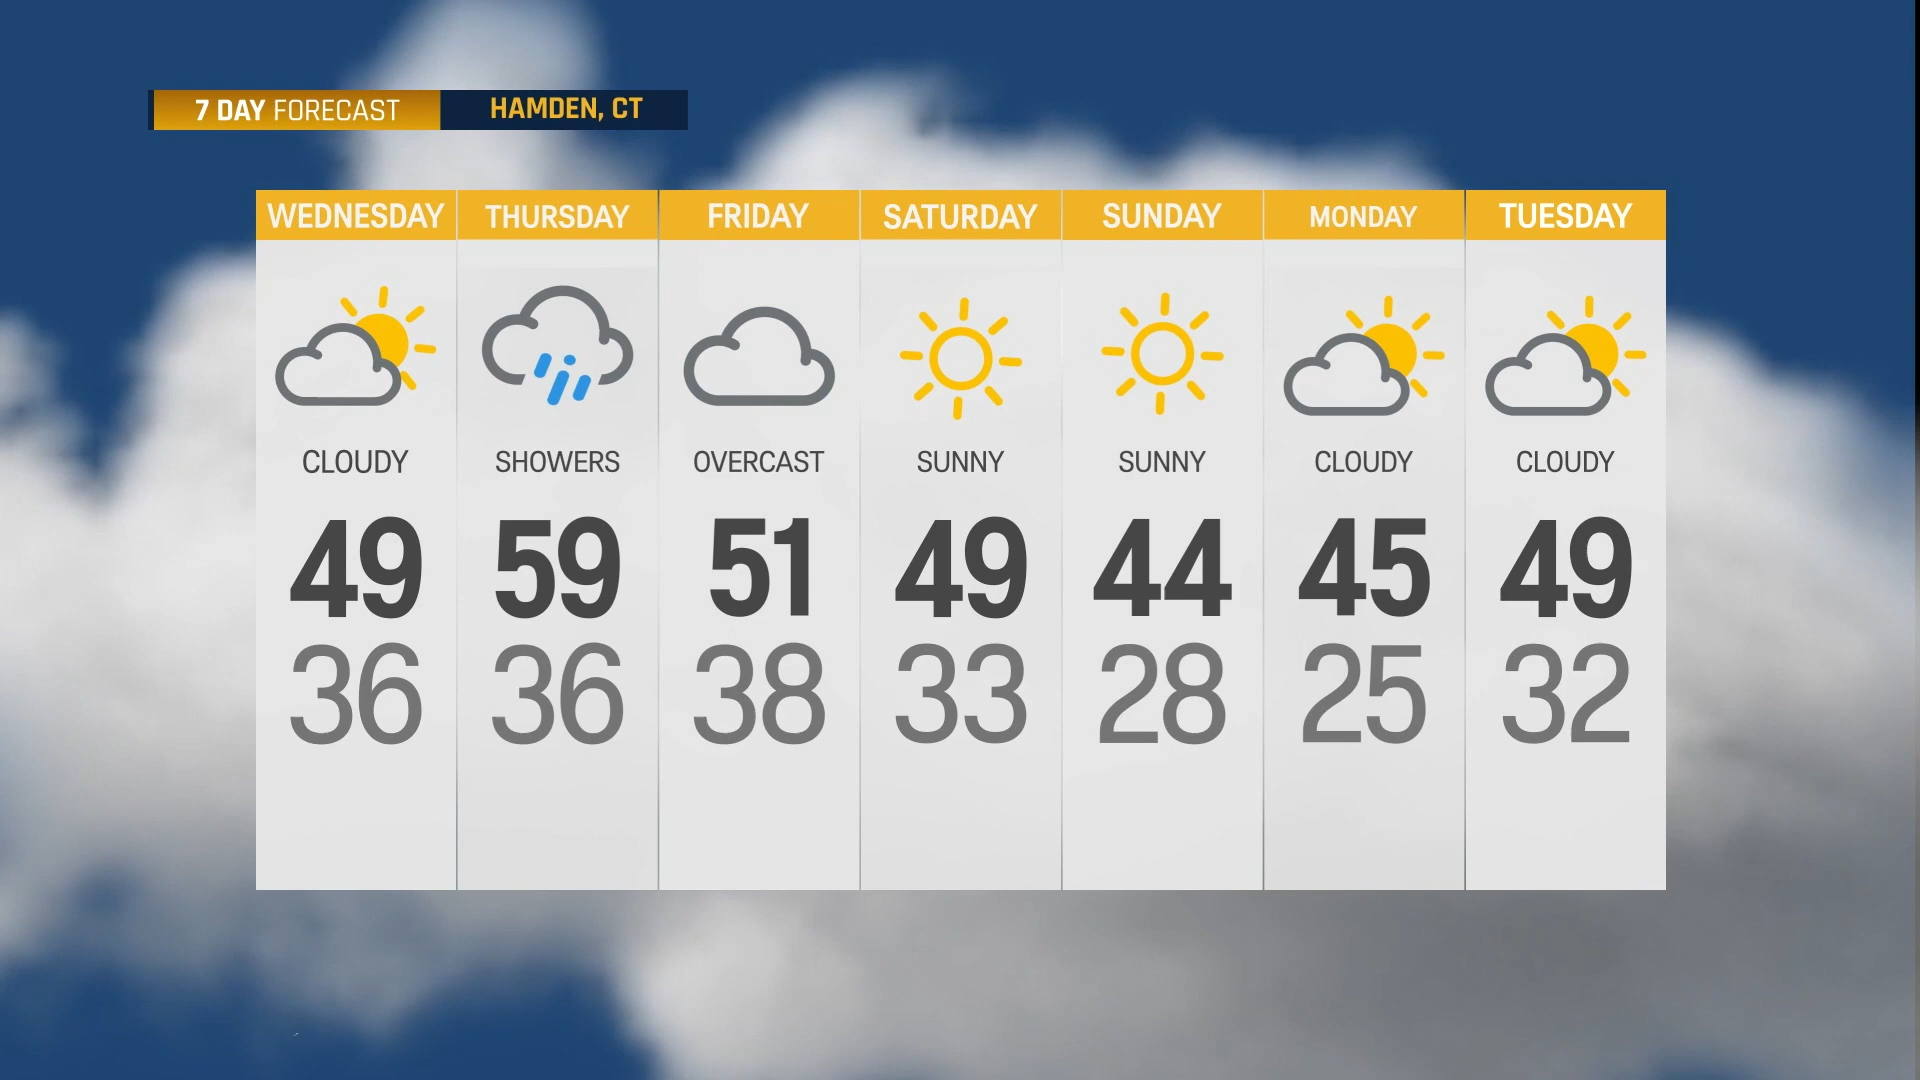 7 DAY FORECAST HAMDEN, CT
WEDNESDAY THURSDAY FRIDAY SATURDAY SUNDAY MONDAY TUESDAY
CLOUDY SHOWERS OVERCAST SUNNY SUNNY CLOUDY CLOUDY
49 59 51 49 44 45 49
36 36 38 33 28 25 32